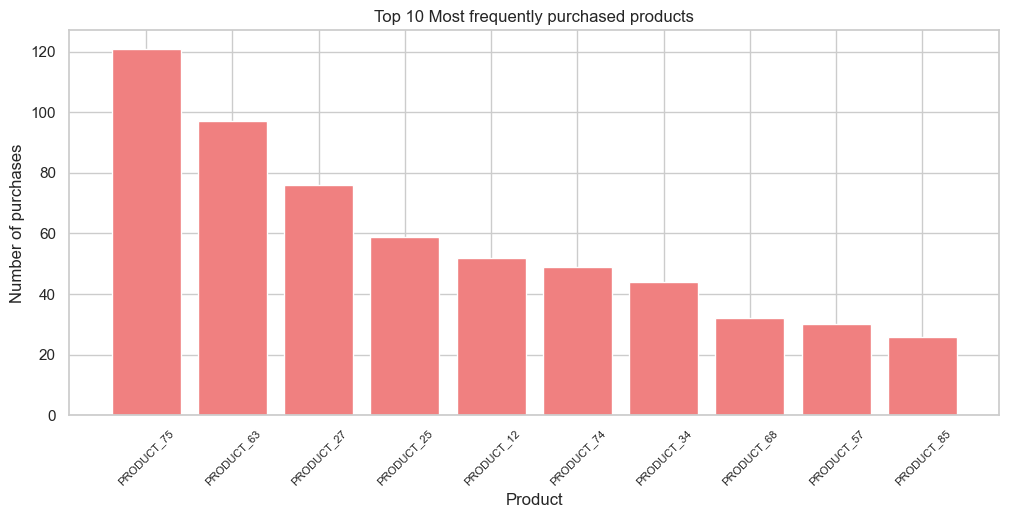 Top 10 Most frequently purchased products
Number of purchases
120
100
80
60
40
20
0
PRODUCT_75
PRODUCT_63
PRODUCT_27
PRODUCT_25
PRODUCT_12
PRODUCT_74
PRODUCT_34
PRODUCT_68
PRODUCT_57
PRODUCT_85
Product